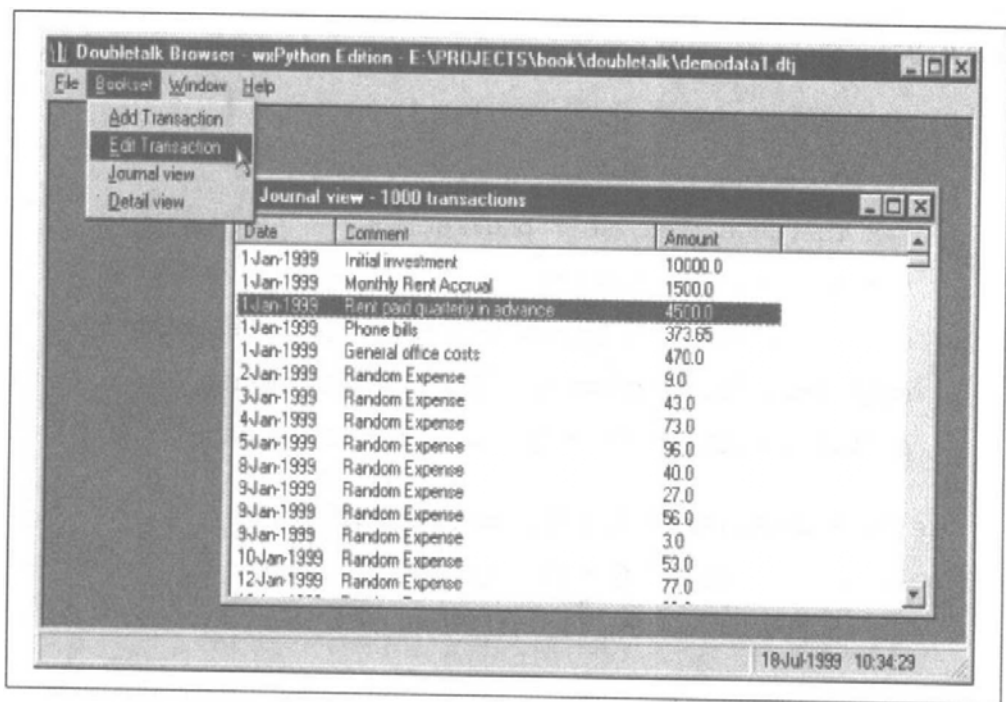 Doubletalk Browser - wxPython Edition - E:\PROJECTS\book\doubletalk\demodata1.dtj
File Bookset Window Help
Add Transaction
Edit Transaction
Journal view
Detail view
Journal view - 1000 transactions
Date Comment Amount
1-Jan-1999 Initial investment 10000.0
1-Jan-1999 Monthly Rent Accrual 1500.0
1-Jan-1999 Rent paid quarterly in advance 4500.0
1-Jan-1999 Phone bills 373.65
1-Jan-1999 General office costs 470.0
2-Jan-1999 Random Expense 9.0
3-Jan-1999 Random Expense 43.0
4-Jan-1999 Random Expense 73.0
5-Jan-1999 Random Expense 96.0
8-Jan-1999 Random Expense 40.0
9-Jan-1999 Random Expense 27.0
9-Jan-1999 Random Expense 56.0
9-Jan-1999 Random Expense 3.0
10-Jan-1999 Random Expense 53.0
12-Jan-1999 Random Expense 77.0
18-Jul-1999 10:34:29